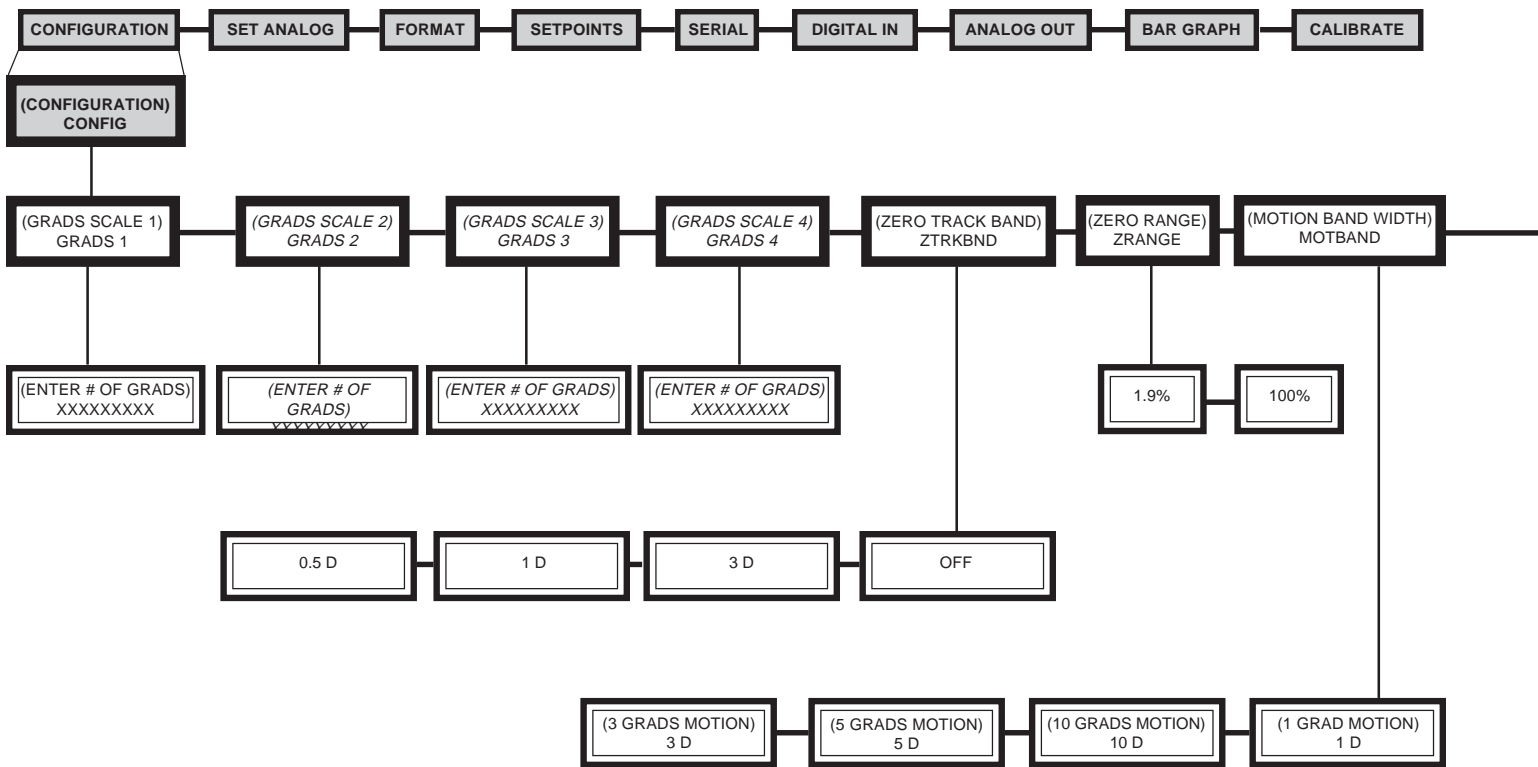 CONFIGURATION
SET ANALOG
FORMAT
SETPOINTS
SERIAL
DIGITAL IN
ANALOG OUT
BAR GRAPH
CALIBRATE
(CONFIGURATION)
CONFIG
(GRADS SCALE 1)
GRADS 1
(GRADS SCALE 2)
GRADS 2
(GRADS SCALE 3)
GRADS 3
(GRADS SCALE 4)
GRADS 4
(ZERO TRACK BAND)
ZTRKBND
(ZERO RANGE)
ZRANGE
(MOTION BAND WIDTH)
MOTBAND
(ENTER # OF GRADS)
XXXXXXXXX
(ENTER # OF
GRADS)
XXXXXXXXX
(ENTER # OF GRADS)
XXXXXXXXX
(ENTER # OF GRADS)
XXXXXXXXX
1.9%
100%
0.5 D
1 D
3 D
OFF
(3 GRADS MOTION)
3 D
(5 GRADS MOTION)
5 D
(10 GRADS MOTION)
10 D
(1 GRAD MOTION)
1 D